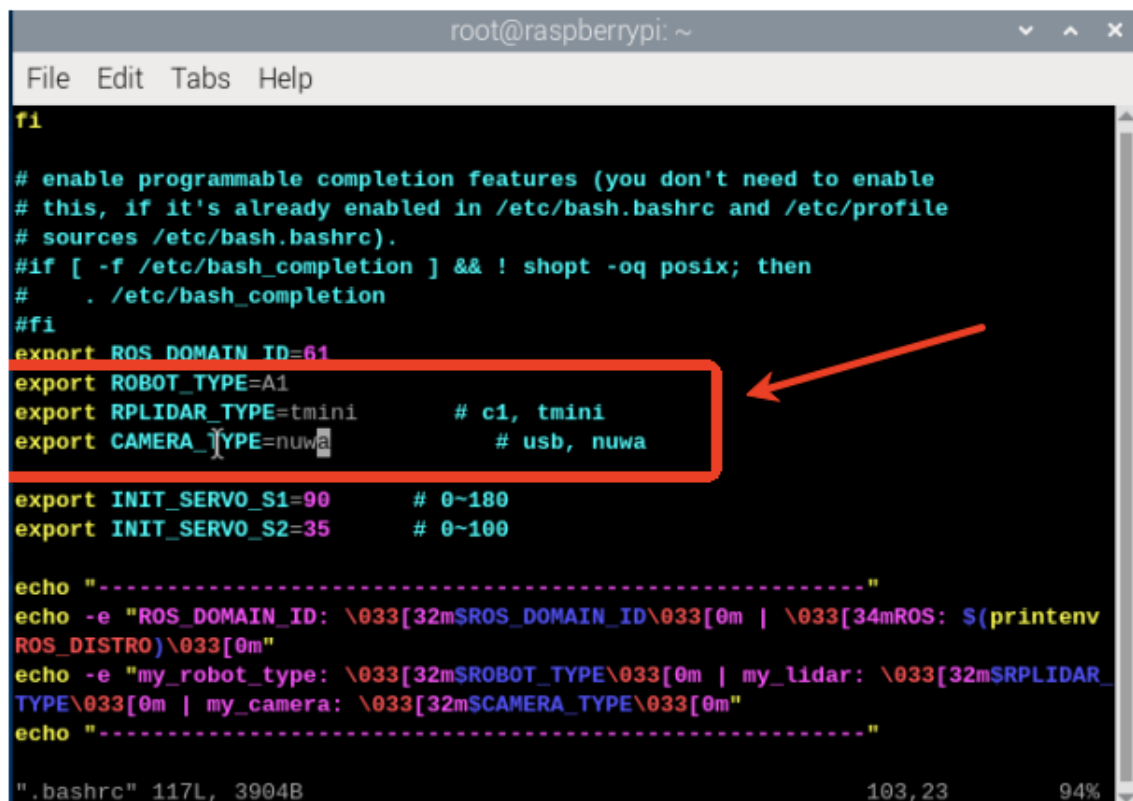 root@raspberrypi: ~
File Edit Tabs Help
fi
# enable programmable completion features (you don't need to enable
# this, if it's already enabled in /etc/bash.bashrc and /etc/profile
# sources /etc/bash.bashrc).
#if [ -f /etc/bash_completion ] && ! shopt -oq posix; then
#    . /etc/bash_completion
#fi
export ROS_DOMAIN_ID=61
export ROBOT_TYPE=A1
export RPLIDAR_TYPE=tmini       # c1, tmini
export CAMERA_TYPE=nuwa            # usb, nuwa
export INIT_SERVO_S1=90      # 0~180
export INIT_SERVO_S2=35      # 0~100
echo "--------------------------------------------------------"
echo -e "ROS_DOMAIN_ID: \033[32m$ROS_DOMAIN_ID\033[0m | \033[34mROS: $(printenv
ROS_DISTRO)\033[0m"
echo -e "my_robot_type: \033[32m$ROBOT_TYPE\033[0m | my_lidar: \033[32m$RPLIDAR_
TYPE\033[0m | my_camera: \033[32m$CAMERA_TYPE\033[0m"
echo "--------------------------------------------------------"
".bashrc" 117L, 3904B 103,23 94%